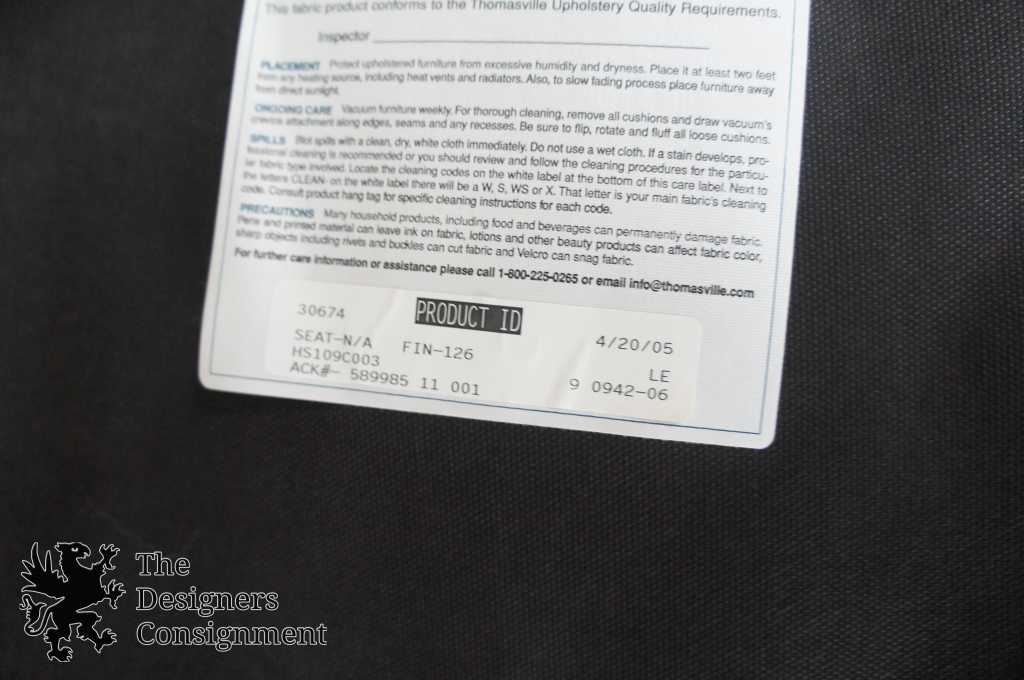 This fabric product conforms to the Thomasville Upholstery Quality Requirements.
Inspector
PLACEMENT Protect upholstered furniture from excessive humidity and dryness. Place it at least two feet
from any heating source, including heat vents and radiators. Also, to slow fading process place furniture away
from direct sunlight.
ONGOING CARE Vacuum furniture weekly. For thorough cleaning, remove all cushions and draw vacuum's
crevice attachment along edges, seams and any recesses. Be sure to flip, rotate and fluff all loose cushions.
SPILLS Blot spills with a clean, dry, white cloth immediately. Do not use a wet cloth. If a stain develops, pro-
fessional cleaning is recommended or you should review and follow the cleaning procedures for the particu-
lar fabric type involved. Locate the cleaning codes on the white label at the bottom of this care label. Next to
the letters CLEAN- on the white label there will be a W, S, WS or X. That letter is your main fabric's cleaning
code. Consult product hang tag for specific cleaning instructions for each code.
PRECAUTIONS Many household products, including food and beverages can permanently damage fabric.
Pens and printed material can leave ink on fabric, lotions and other beauty products can affect fabric color,
sharp objects including rivets and buckles can cut fabric and Velcro can snag fabric.
For further care information or assistance please call 1-800-225-0265 or email info@thomasville.com
30674 PRODUCT ID 4/20/05
SEAT-N/A FIN-126 LE
HS109C003 9 0942-06
ACK#- 589985 11 001
The
Designers
Consignment